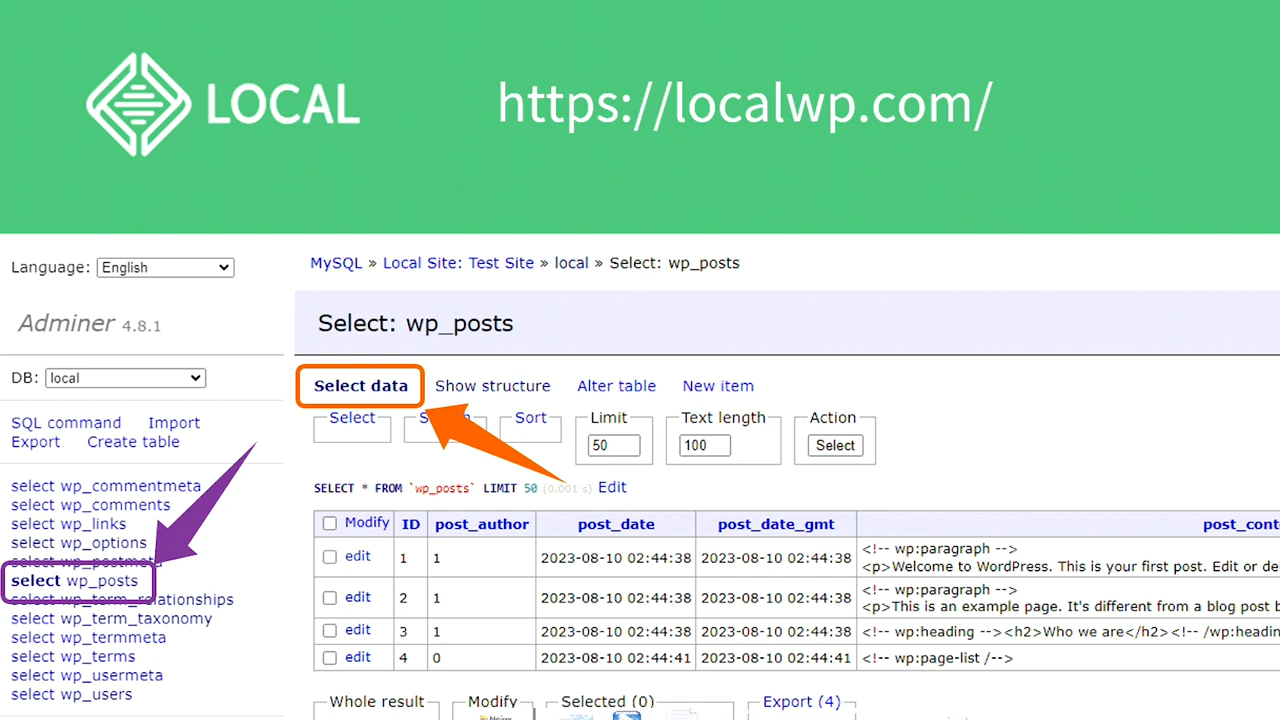 LOCAL
https://localwp.com/
Language: English
MySQL » Local Site: Test Site » local » Select: wp_posts
Adminer 4.8.1
Select: wp_posts
DB: local
Select data Show structure Alter table New item
SQL command Import
Export Create table
Select Sort Limit Text length Action
50 100 Select
SELECT * FROM `wp_posts` LIMIT 50 (0.001 s) Edit
select wp_commentmeta
select wp_comments
select wp_links
select wp_options
select wp_postmeta
select wp_posts
select wp_term_relationships
select wp_term_taxonomy
select wp_termmeta
select wp_terms
select wp_usermeta
select wp_users
Modify ID post_author post_date post_date_gmt
edit 1 1 2023-08-10 02:44:38 2023-08-10 02:44:38 <!-- wp:paragraph -->
<p>Welcome to WordPress. This is your first post. Edit or
edit 2 1 2023-08-10 02:44:38 2023-08-10 02:44:38 <!-- wp:paragraph -->
<p>This is an example page. It's different from a blog post
edit 3 1 2023-08-10 02:44:38 2023-08-10 02:44:38 <!-- wp:heading --><h2>Who we are</h2><!-- /wp:heading
edit 4 0 2023-08-10 02:44:41 2023-08-10 02:44:41 <!-- wp:page-list /-->
Whole result Modify Selected (0) Export (4)